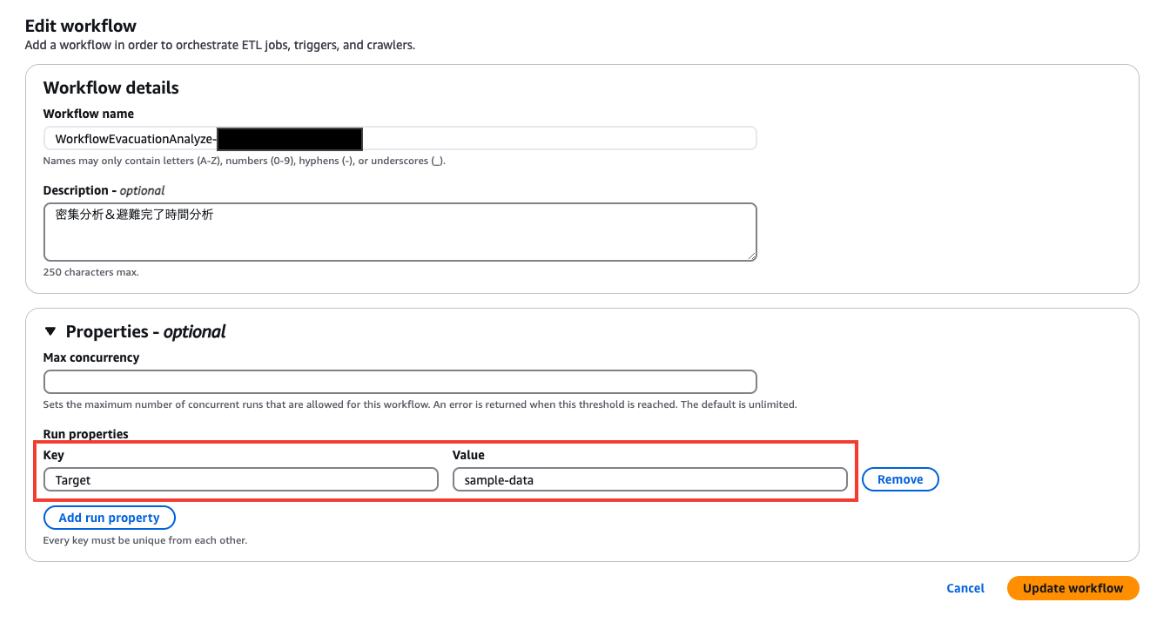 Edit workflow
Add a workflow in order to orchestrate ETL jobs, triggers, and crawlers.
Workflow details
Workflow name
WorkflowEvacuationAnalyze-
Names may only contain letters (A-Z), numbers (0-9), hyphens (-), or underscores (_).
Description - optional
密集分析＆避難完了時間分析
250 characters max.
Properties - optional
Max concurrency
Sets the maximum number of concurrent runs that are allowed for this workflow. An error is returned when this threshold is reached. The default is unlimited.
Run properties
Key Value
Target sample-data Remove
Add run property
Every key must be unique from each other.
Cancel Update workflow